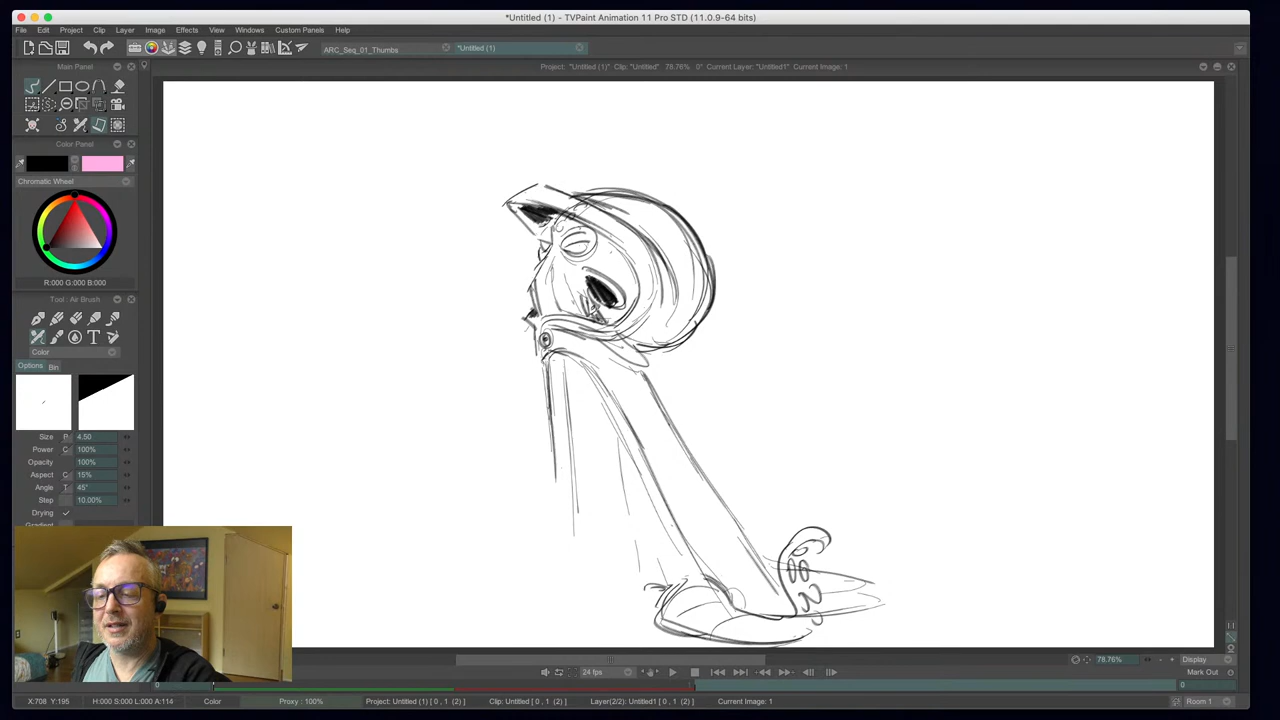 *Untitled (1) - TVPaint Animation 11 Pro STD (11.0.9-64 bits)
File Edit Project Clip Layer Image Effects View Windows Custom Panels Help
ARC_Seq_01_Thumbs *Untitled (1)
Main Panel
Project: "Untitled (1)" Clip: "Untitled" 78.76% 0° Current Layer: "Untitled1" Current Image: 1
Color Panel
Chromatic Wheel
R:000 G:000 B:000
Tool : Air Brush
T
Color
Options Bin
Size P 4.50
Power C 100%
Opacity 100%
Aspect C 15%
Angle T 45°
Step 10.00%
Drying
Gradient
78.76% Display
24 fps
Mark Out
0 0
X:708 Y:195 H:000 S:000 L:000 A:114 Color Proxy : 100% Project: Untitled (1) [ 0 , 1 (2) ] Clip: Untitled [ 0 , 1 (2) ] Layer(2/2): Untitled1 [ 0 , 1 (2) ] Current Image: 1 Room 1